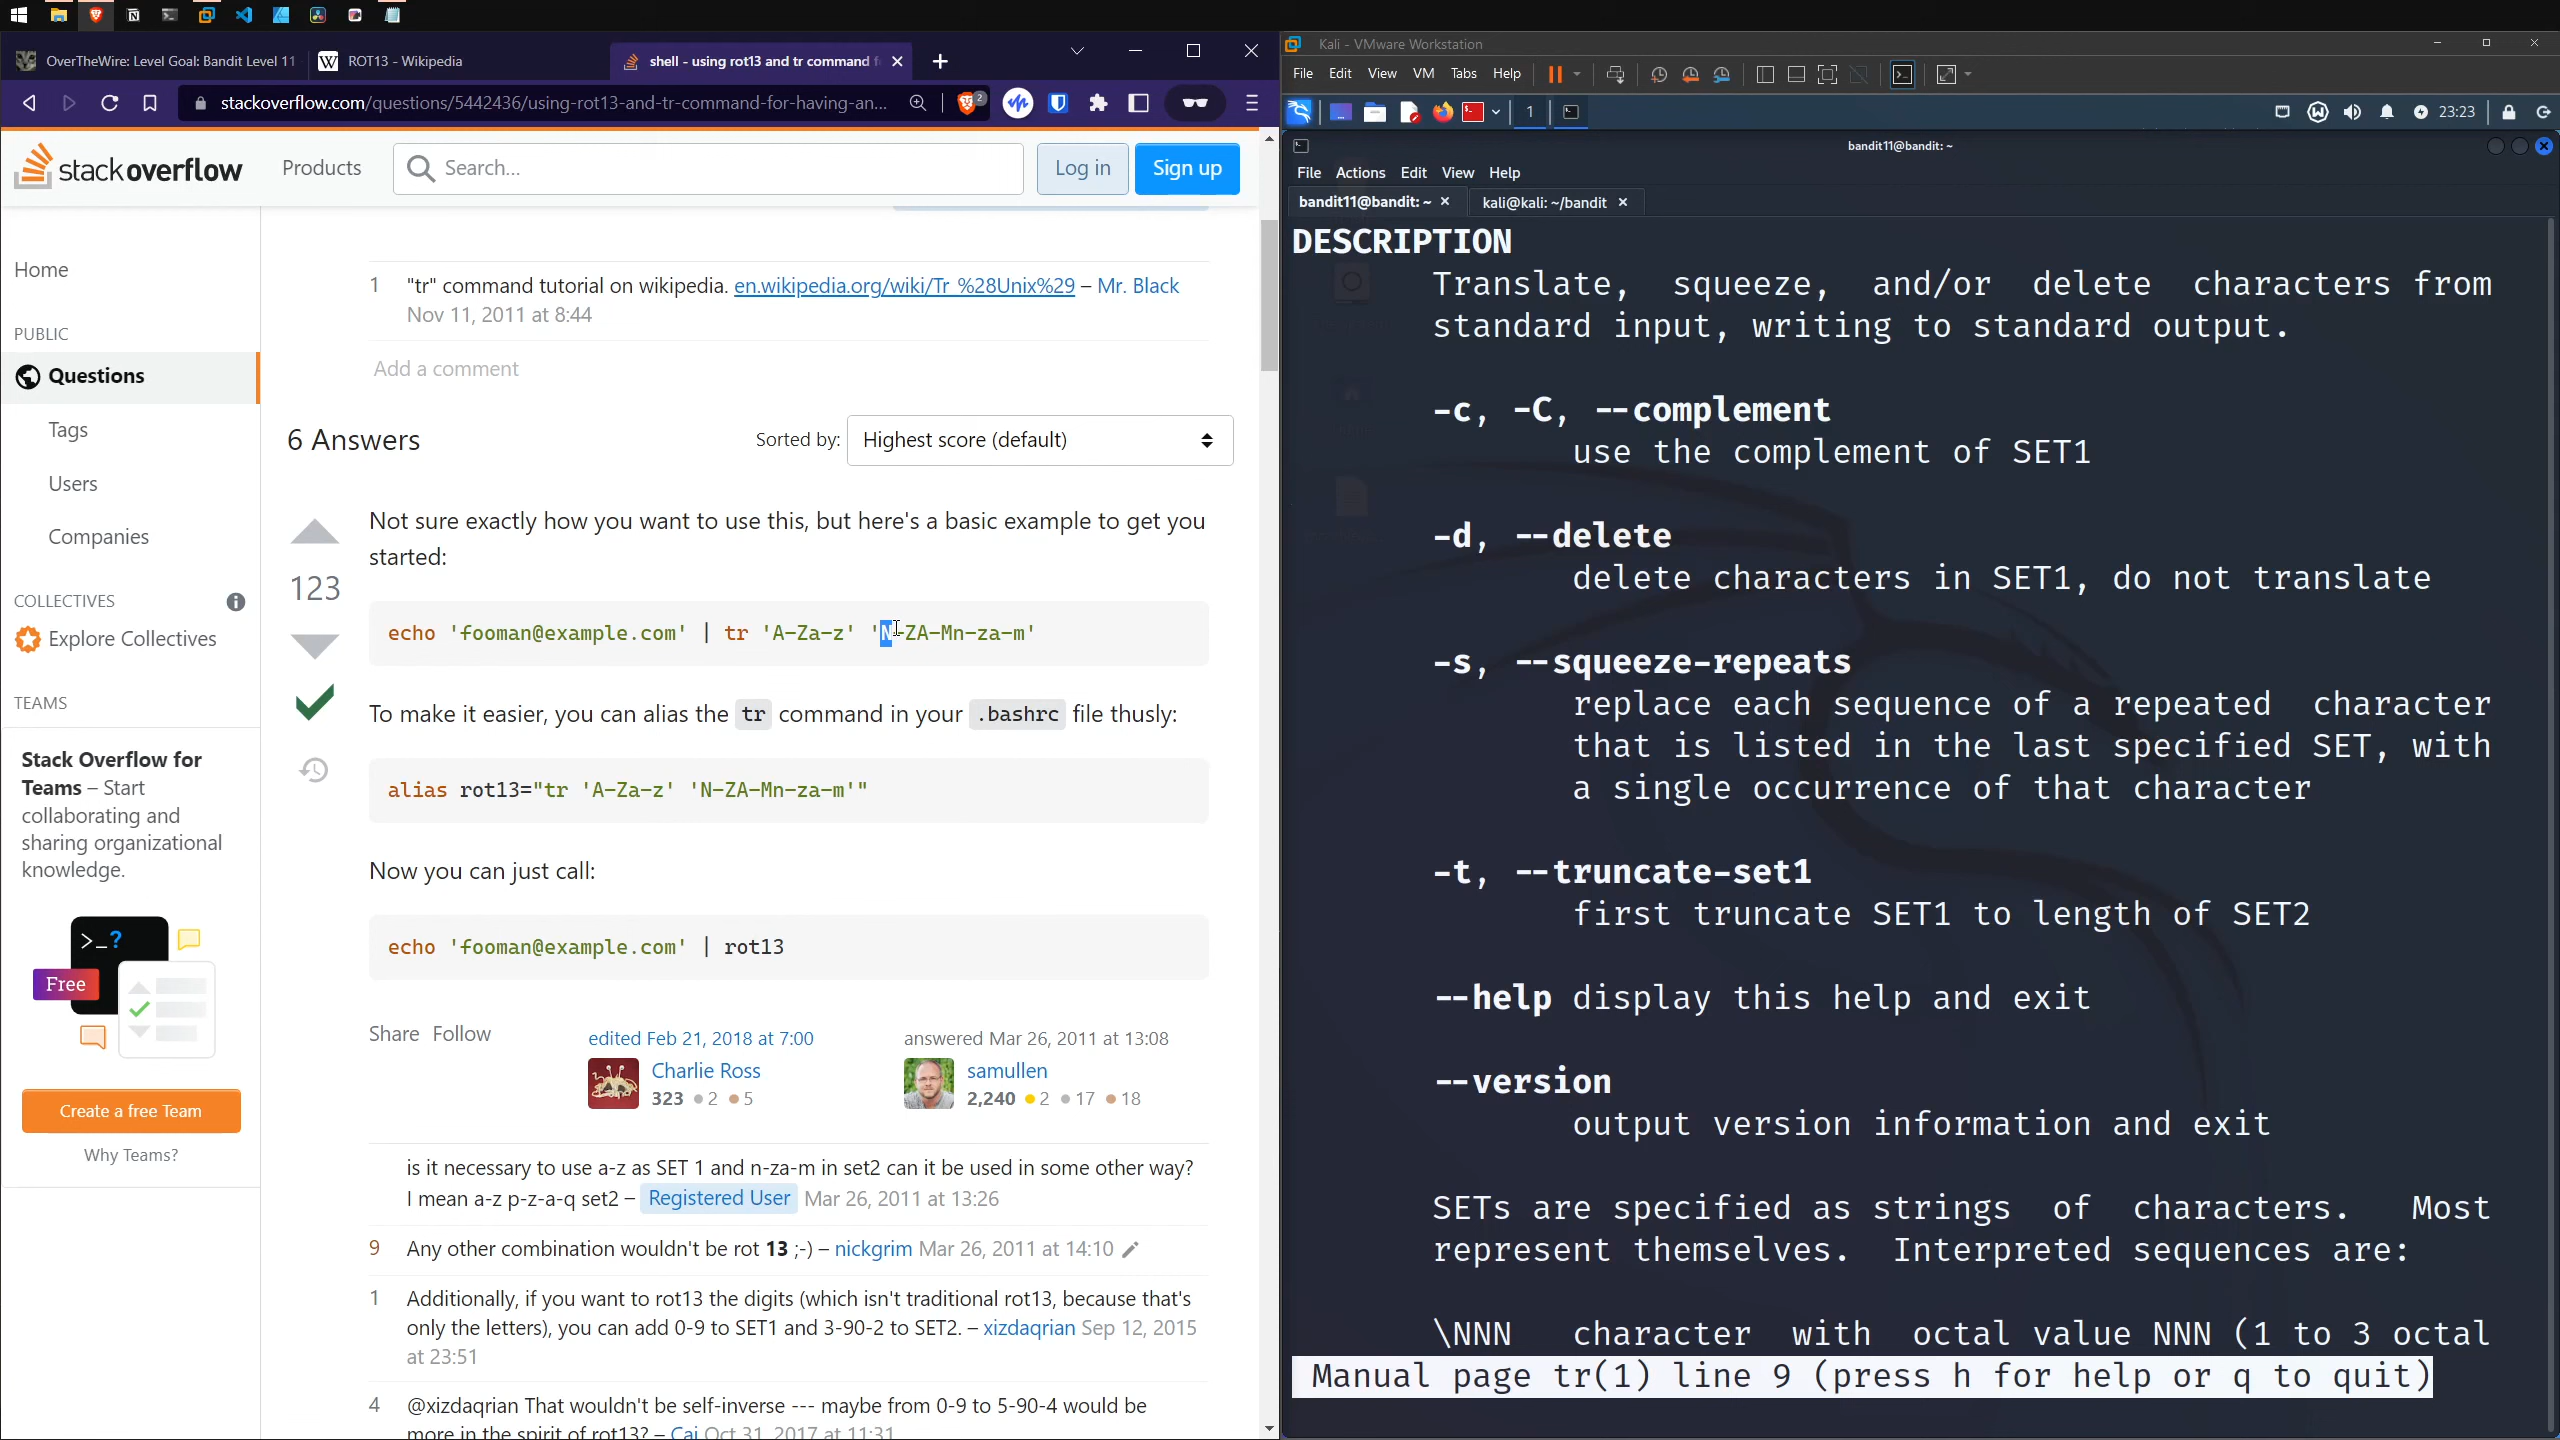 OverTheWire: Level Goal: Bandit Level 11
ROT13 - Wikipedia
shell - using rot13 and tr command f
stackoverflow.com/questions/5442436/using-rot13-and-tr-command-for-having-an...
2
stackoverflow
Products
Search...
Log in
Sign up
Home
PUBLIC
Questions
Tags
Users
Companies
COLLECTIVES
Explore Collectives
TEAMS
Stack Overflow for
Teams – Start
collaborating and
sharing organizational
knowledge.
>_?
Free
Create a free Team
Why Teams?
1 "tr" command tutorial on wikipedia. en.wikipedia.org/wiki/Tr_%28Unix%29 – Mr. Black
Nov 11, 2011 at 8:44
Add a comment
6 Answers
Sorted by: Highest score (default)
Not sure exactly how you want to use this, but here's a basic example to get you
started:
123
echo 'fooman@example.com' | tr 'A-Za-z' 'N-ZA-Mn-za-m'
To make it easier, you can alias the tr command in your .bashrc file thusly:
alias rot13="tr 'A-Za-z' 'N-ZA-Mn-za-m'"
Now you can just call:
echo 'fooman@example.com' | rot13
Share Follow
edited Feb 21, 2018 at 7:00
Charlie Ross
323 2 5
answered Mar 26, 2011 at 13:08
samullen
2,240 2 17 18
is it necessary to use a-z as SET 1 and n-za-m in set2 can it be used in some other way?
I mean a-z p-z-a-q set2 – Registered User Mar 26, 2011 at 13:26
9 Any other combination wouldn't be rot 13 ;-) – nickgrim Mar 26, 2011 at 14:10
1 Additionally, if you want to rot13 the digits (which isn't traditional rot13, because that's
only the letters), you can add 0-9 to SET1 and 3-90-2 to SET2. – xizdaqrian Sep 12, 2015
at 23:51
4 @xizdaqrian That wouldn't be self-inverse --- maybe from 0-9 to 5-90-4 would be
more in the spirit of rot13? – Cai Oct 31, 2017 at 11:31
Kali - VMware Workstation
File Edit View VM Tabs Help
1
23:23
bandit11@bandit: ~
File Actions Edit View Help
bandit11@bandit: ~
kali@kali: ~/bandit
DESCRIPTION
Translate, squeeze, and/or delete characters from
standard input, writing to standard output.
-c, -C, --complement
use the complement of SET1
-d, --delete
delete characters in SET1, do not translate
-s, --squeeze-repeats
replace each sequence of a repeated character
that is listed in the last specified SET, with
a single occurrence of that character
-t, --truncate-set1
first truncate SET1 to length of SET2
--help display this help and exit
--version
output version information and exit
SETs are specified as strings of characters. Most
represent themselves. Interpreted sequences are:
\NNN character with octal value NNN (1 to 3 octal
Manual page tr(1) line 9 (press h for help or q to quit)